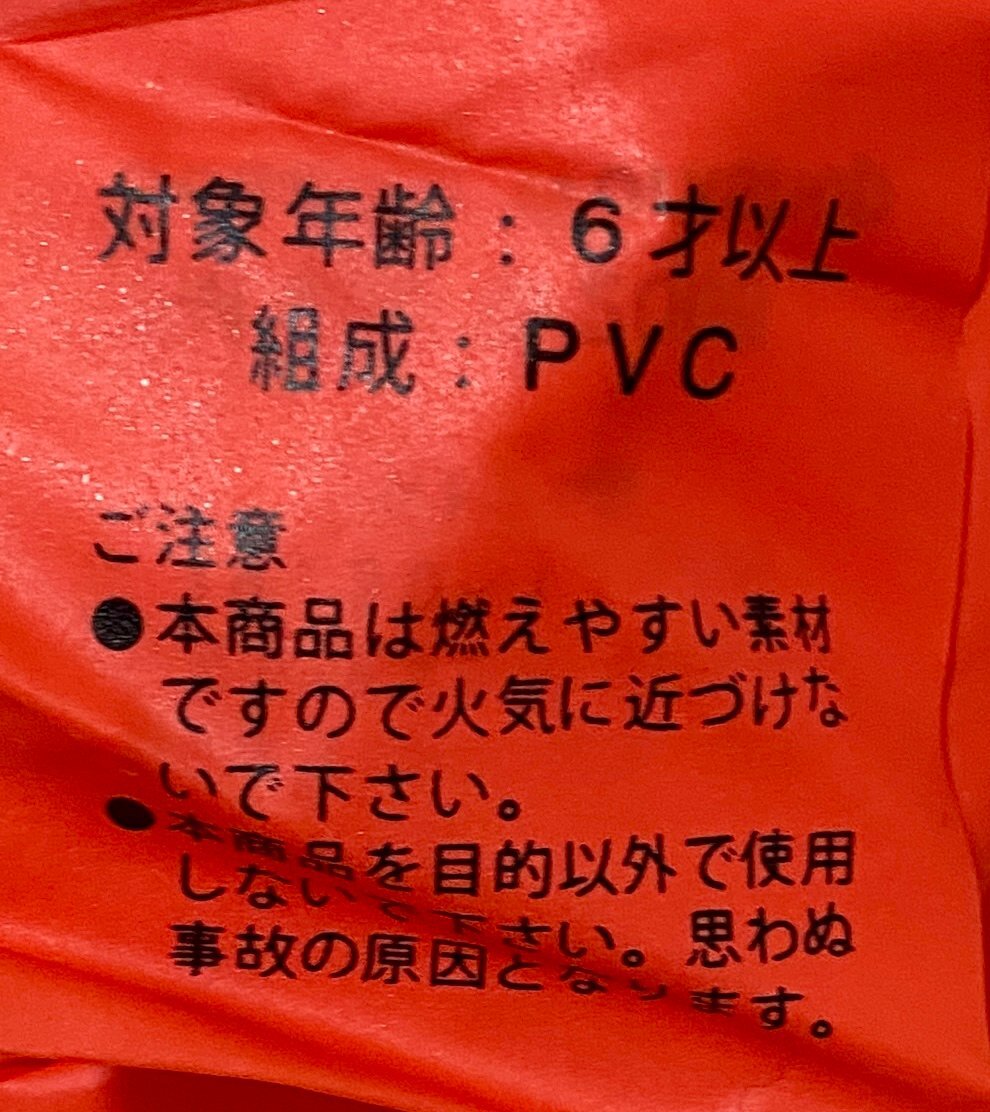 対象年齢：6才以上
組成：PVC
ご注意
●本商品は燃えやすい素材
ですので火気に近づけな
いで下さい。
●本商品を目的以外で使用
しないで下さい。思わぬ
事故の原因となります。